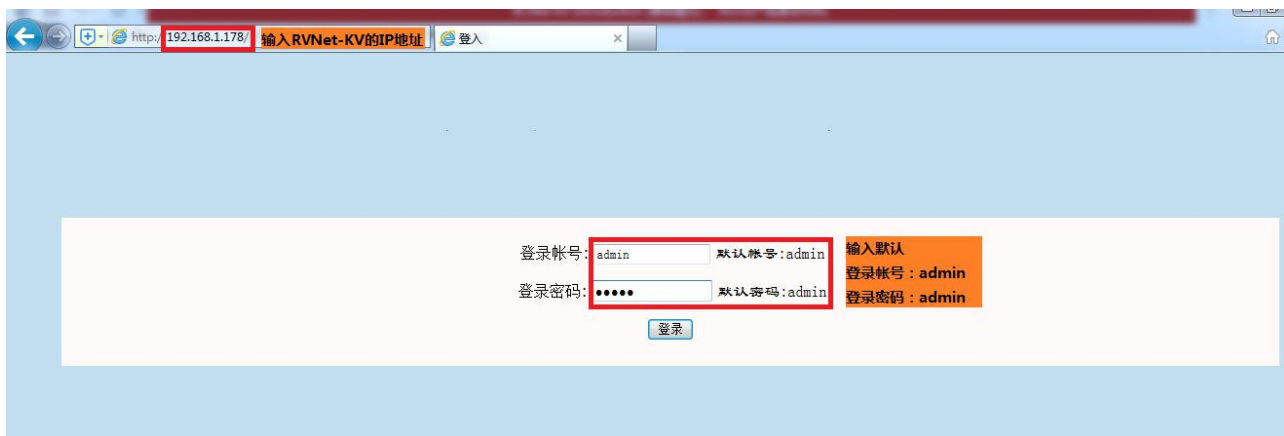 http://192.168.1.178/ 输入RVNet-KV的IP地址 登入
登录帐号: admin 默认帐号:admin
登录密码: ●●●●● 默认密码:admin
输入默认
登录帐号：admin
登录密码：admin
登录